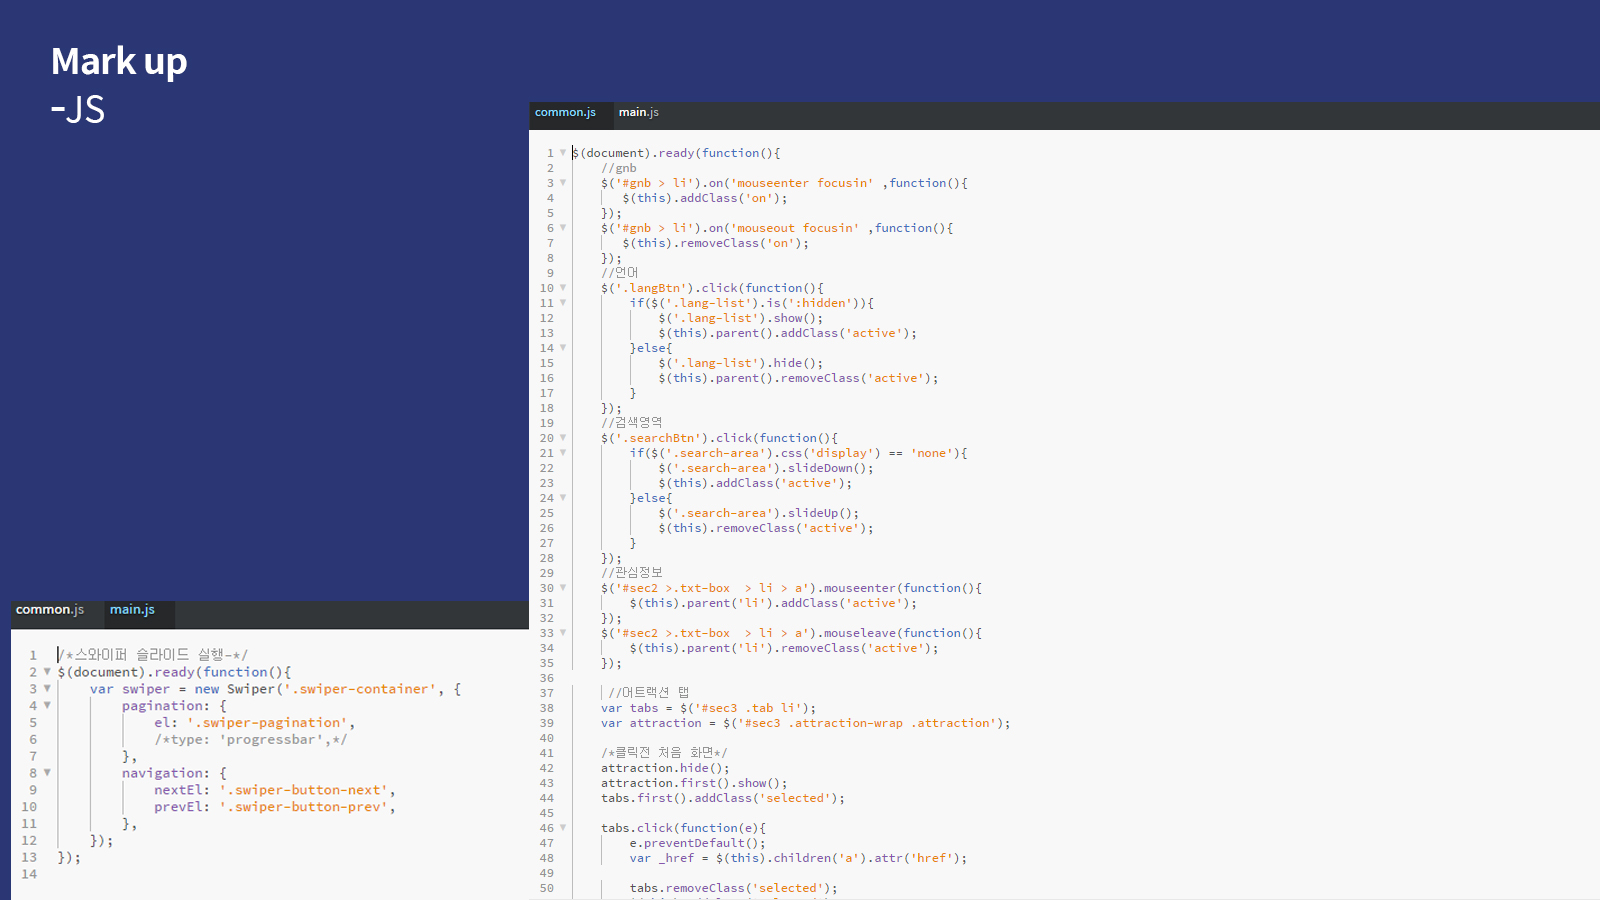 Mark up
-JS
common.js main.js
1 $(document).ready(function(){
2 //gnb
3 $('#gnb > li').on('mouseenter focusin' ,function(){
4 $(this).addClass('on');
5 });
6 $('#gnb > li').on('mouseout focusin' ,function(){
7 $(this).removeClass('on');
8 });
9 //언어
10 $('.langBtn').click(function(){
11 if($('.lang-list').is(':hidden')){
12 $('.lang-list').show();
13 $(this).parent().addClass('active');
14 }else{
15 $('.lang-list').hide();
16 $(this).parent().removeClass('active');
17 }
18 });
19 //검색영역
20 $('.searchBtn').click(function(){
21 if($('.search-area').css('display') == 'none'){
22 $('.search-area').slideDown();
23 $(this).addClass('active');
24 }else{
25 $('.search-area').slideUp();
26 $(this).removeClass('active');
27 }
28 });
29 //관심정보
30 $('#sec2 >.txt-box  > li > a').mouseenter(function(){
31 $(this).parent('li').addClass('active');
32 });
33 $('#sec2 >.txt-box  > li > a').mouseleave(function(){
34 $(this).parent('li').removeClass('active');
35 });
36
37 //어트랙션 탭
38 var tabs = $('#sec3 .tab li');
39 var attraction = $('#sec3 .attraction-wrap .attraction');
40
41 /*클릭전 처음 화면*/
42 attraction.hide();
43 attraction.first().show();
44 tabs.first().addClass('selected');
45
46 tabs.click(function(e){
47 e.preventDefault();
48 var _href = $(this).children('a').attr('href');
49
50 tabs.removeClass('selected');
common.js main.js
1 /*스와이퍼 슬라이드 실행-*/
2 $(document).ready(function(){
3 var swiper = new Swiper('.swiper-container', {
4 pagination: {
5 el: '.swiper-pagination',
6 /*type: 'progressbar',*/
7 },
8 navigation: {
9 nextEl: '.swiper-button-next',
10 prevEl: '.swiper-button-prev',
11 },
12 });
13 });
14